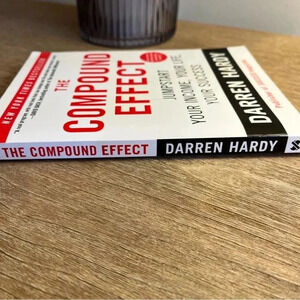 NEW YORK TIMES BESTSELLER
THE
COMPOUND
EFFECT
JUMPSTART
YOUR INCOME, YOUR LIFE,
YOUR SUCCESS
DARREN HARDY
THE COMPOUND EFFECT DARREN HARDY